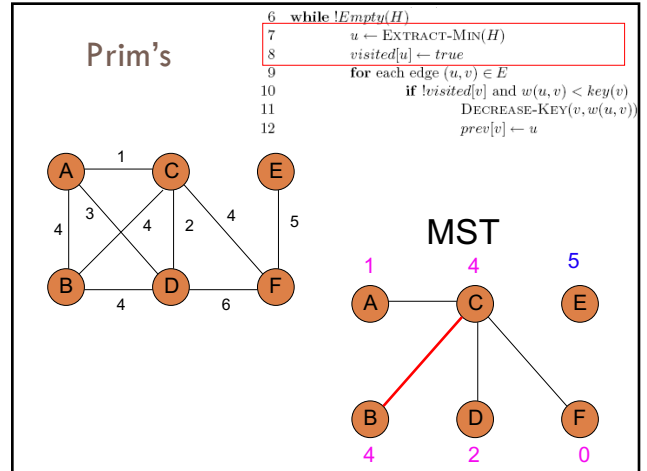 Prim's
6 while !Empty(H)
7 u ← EXTRACT-MIN(H)
8 visited[u] ← true
9 for each edge (u, v) ∈ E
10 if !visited[v] and w(u, v) < key(v)
11 DECREASE-KEY(v, w(u, v))
12 prev[v] ← u
1
A C E
3 4 2 4 5
4
B D F
4 6
MST
1 4 5
A C E
B D F
4 2 0